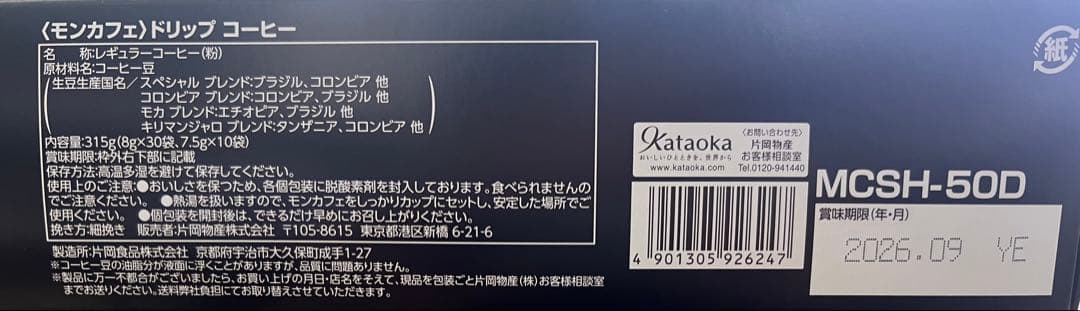 〈モンカフェ〉ドリップ コーヒー
名　　称:レギュラーコーヒー(粉)
原材料名:コーヒー豆
(生豆生産国名／スペシャル ブレンド:ブラジル、コロンビア 他
コロンビア ブレンド:コロンビア、ブラジル 他
モカ ブレンド:エチオピア、ブラジル 他
キリマンジャロ ブレンド:タンザニア、コロンビア 他)
内容量:315g(8g×30袋、7.5g×10袋)
賞味期限:枠外右下部に記載
保存方法:高温多湿を避けて保存してください。
使用上のご注意:●おいしさを保つため、各個包装に脱酸素剤を封入しております。食べられませんの
でご注意ください。 ●熱湯を扱いますので、モンカフェをしっかりカップにセットし、安定した場所でご
使用ください。 ●個包装を開封後は、できるだけ早めにお召し上がりください。
挽き方:細挽き　販売者:片岡物産株式会社 〒105-8615 東京都港区新橋 6-21-6
製造所:片岡食品株式会社　京都府宇治市大久保町成手1-27
※コーヒー豆の油脂分が液面に浮くことがありますが、品質に問題ありません。
※製品に万一不都合がございましたら、お買い上げの月日・店名をそえて、現品を包装ごと片岡物産(株)お客様相談室
までお送りください。送料弊社負担にてお取り替えさせていただきます。
紙
Kataoka
おいしいひとときを、世界から
www.kataoka.com
〈お問い合わせ先〉
片岡物産
お客様相談室
Tel.0120-941440
4 901305 926247
MCSH-50D
賞味期限(年・月)
2026.09 YE